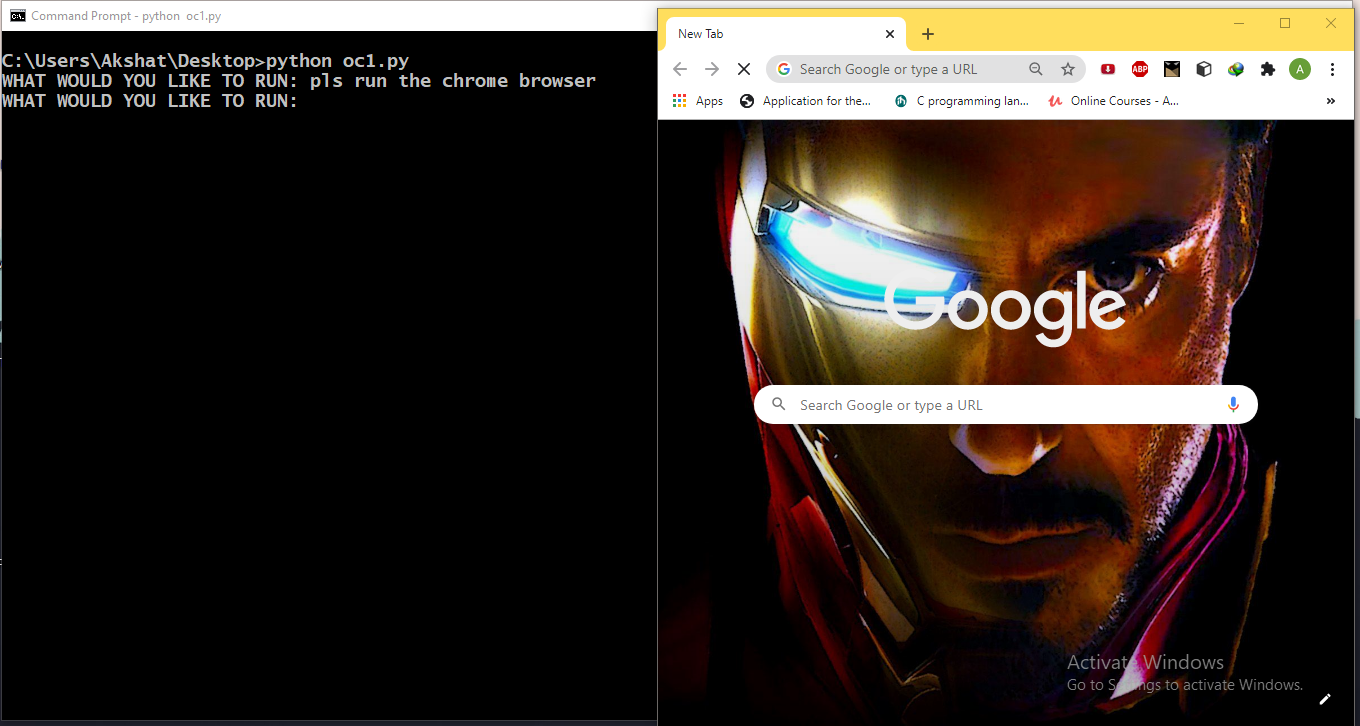 Command Prompt - python  oc1.py
C:\Users\Akshat\Desktop>python oc1.py
WHAT WOULD YOU LIKE TO RUN: pls run the chrome browser
WHAT WOULD YOU LIKE TO RUN:
New Tab
Search Google or type a URL
ABP
A
Apps
Application for the...
C programming lan...
Online Courses - A...
Google
Search Google or type a URL
Activate Windows
Go to Settings to activate Windows.